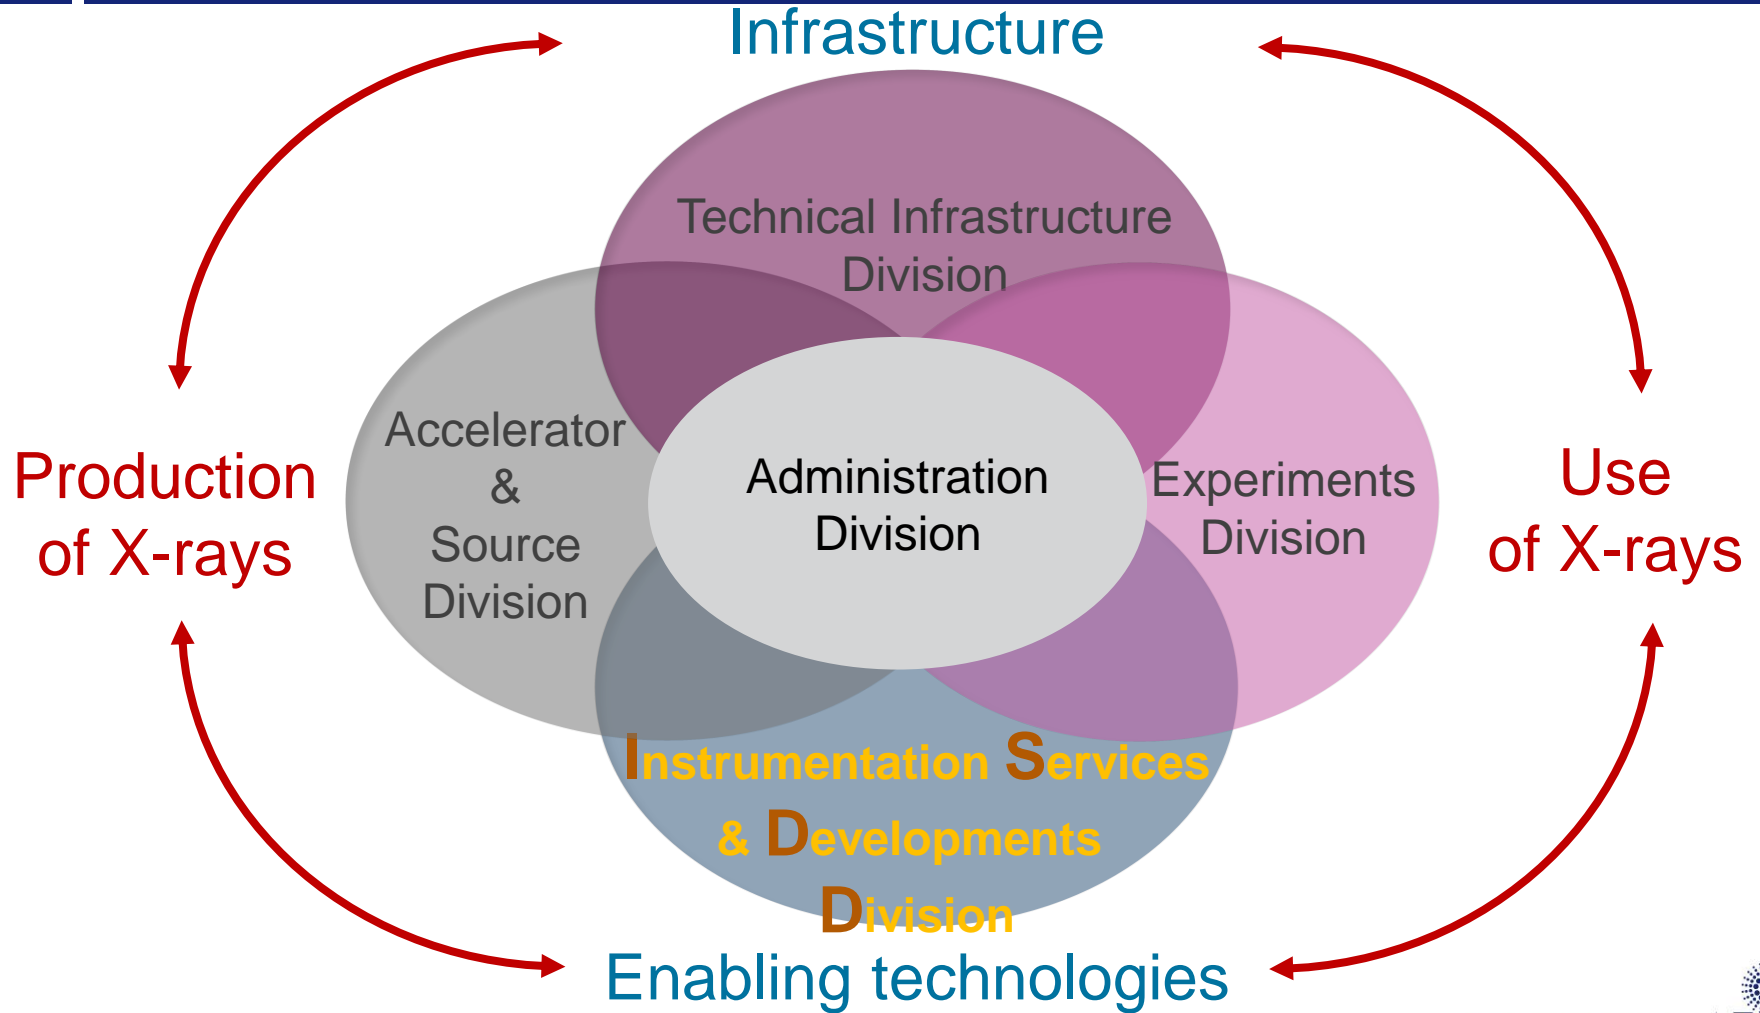 Infrastructure
Technical Infrastructure
Division
Accelerator
&
Source
Division
Administration
Division
Experiments
Division
Production
of X-rays
Use
of X-rays
Instrumentation Services
& Developments
Division
Enabling technologies